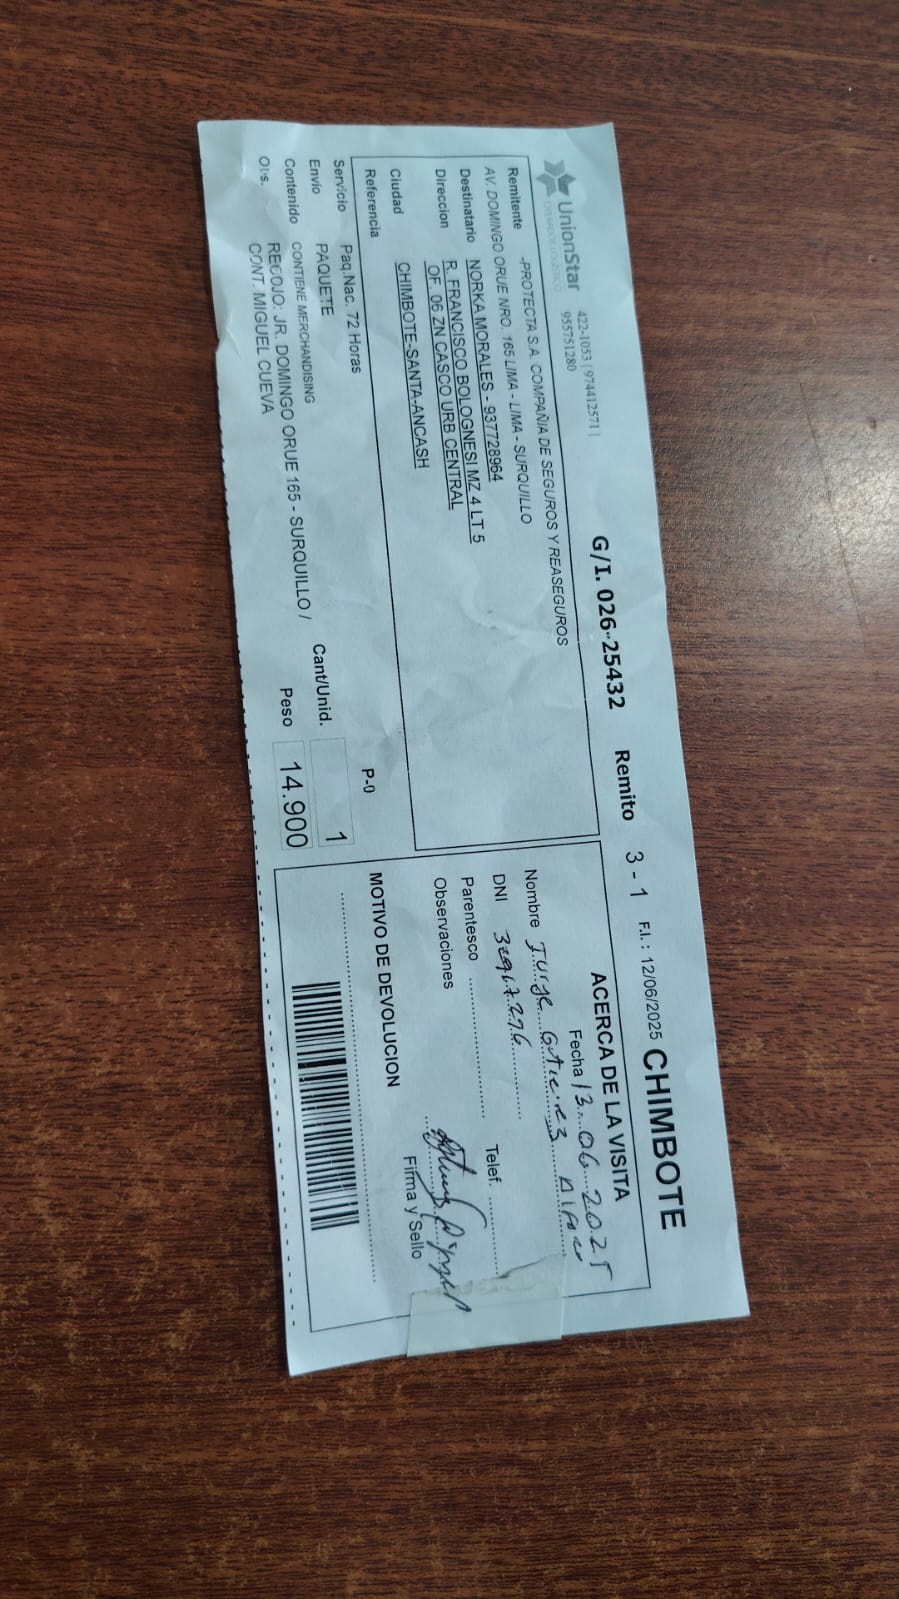 UnionStar
OPERADOR LOGÍSTICO
422-1053 | 974412571 |
955751280
G/I. 026-25432 Remito 3 - 1 F.I.: 12/06/2025 CHIMBOTE
Remitente -PROTECTA S.A. COMPAÑIA DE SEGUROS Y REASEGUROS
AV. DOMINGO ORUE NRO. 165 LIMA - LIMA - SURQUILLO
Destinatario NORKA MORALES - 937728964
Direccion R. FRANCISCO BOLOGNESI MZ 4 LT 5
OF. 06 ZN CASCO URB CENTRAL
Ciudad CHIMBOTE-SANTA-ANCASH
Referencia
Servicio Paq.Nac. 72 Horas P-0
Envio PAQUETE Cant/Unid. 1
Contenido CONTIENE MERCHANDISING Peso 14.900
Obs. RECOJO: JR. DOMINGO ORUE 165 - SURQUILLO /
CONT. MIGUEL CUEVA
ACERCA DE LA VISITA
Fecha 13.06.2025
Nombre
DNI
Telef.
Parentesco
Observaciones
Firma y Sello
MOTIVO DE DEVOLUCION